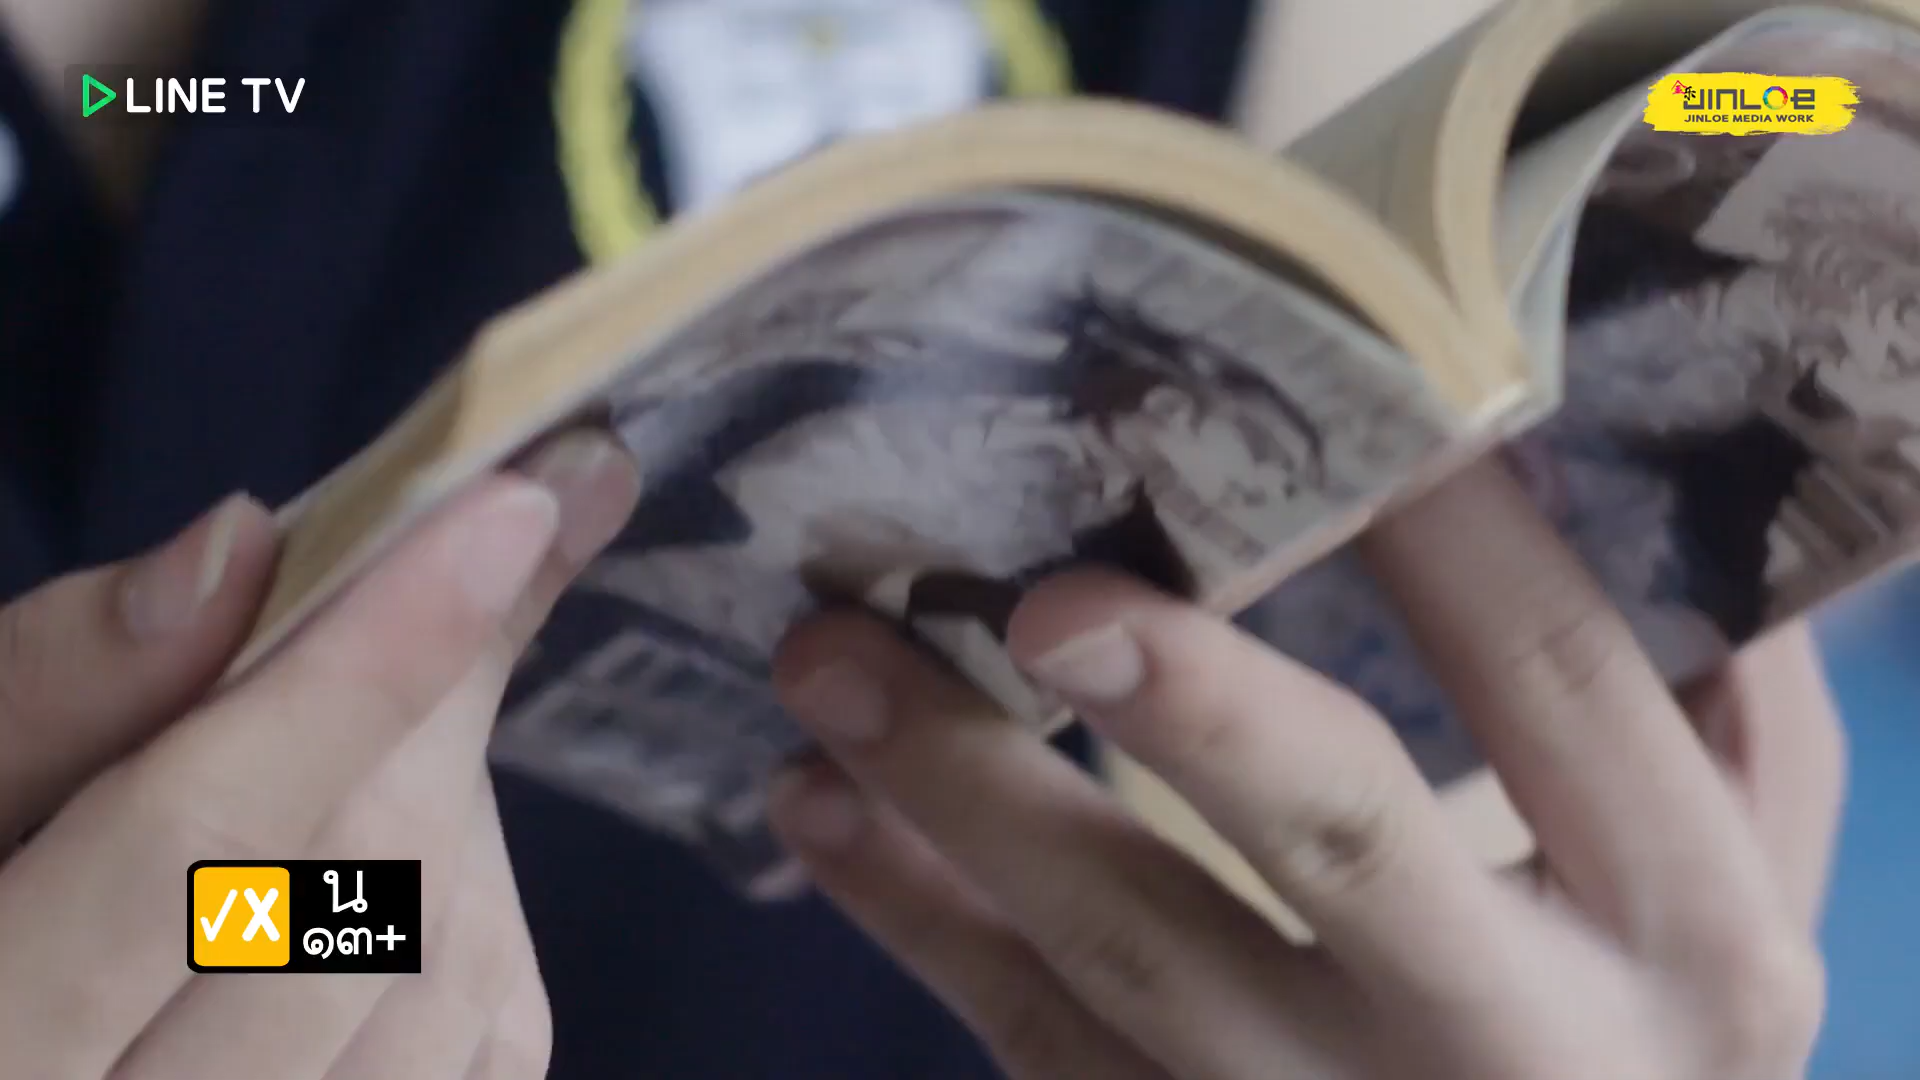 LINE TV
JINLOE
JINLOE MEDIA WORK
√X
น
๑๓+